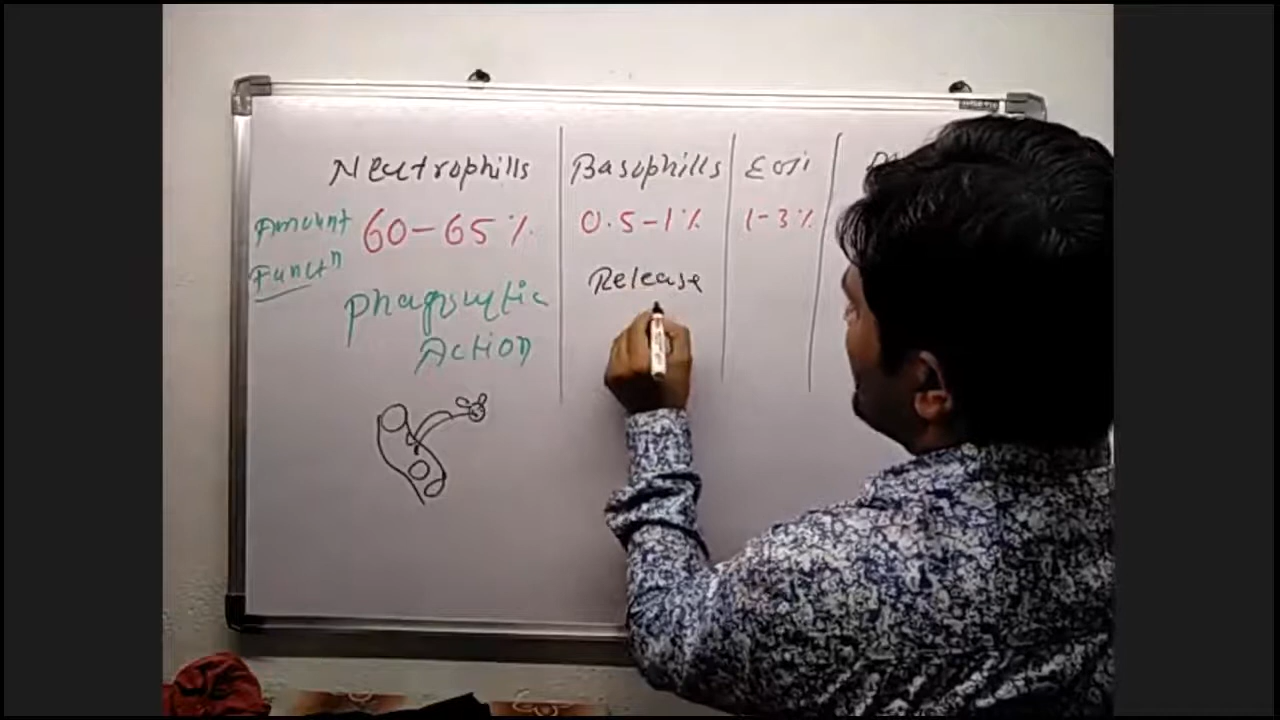 Neutrophills Basophills Eosi
Amount 60-65% 0.5-1% 1-3%
Functn Release
phagocytic
Action